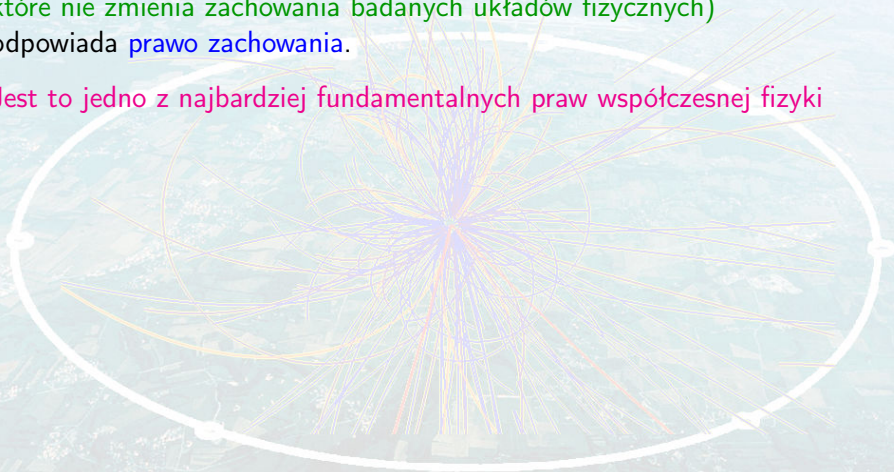 które nie zmienia zachowania badanych układów fizycznych)
odpowiada prawo zachowania.
Jest to jedno z najbardziej fundamentalnych praw współczesnej fizyki